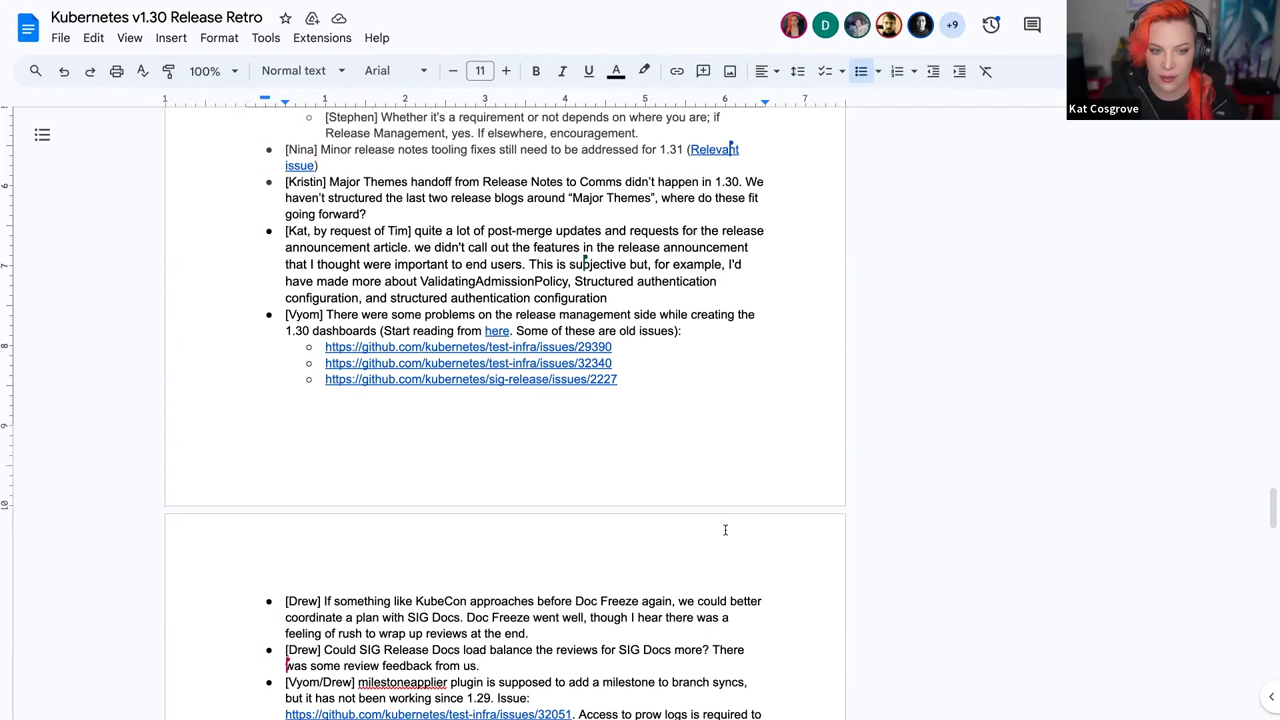 Kubernetes v1.30 Release Retro
File Edit View Insert Format Tools Extensions Help
D
+9
100% Normal text Arial 11
Kat Cosgrove
1 1 2 3 4 5 6 7
[Stephen] Whether it's a requirement or not depends on where you are; if
Release Management, yes. If elsewhere, encouragement.
[Nina] Minor release notes tooling fixes still need to be addressed for 1.31 (Relevant
issue)
[Kristin] Major Themes handoff from Release Notes to Comms didn't happen in 1.30. We
haven't structured the last two release blogs around “Major Themes”, where do these fit
going forward?
[Kat, by request of Tim] quite a lot of post-merge updates and requests for the release
announcement article. we didn't call out the features in the release announcement
that I thought were important to end users. This is subjective but, for example, I'd
have made more about ValidatingAdmissionPolicy, Structured authentication
configuration, and structured authentication configuration
[Vyom] There were some problems on the release management side while creating the
1.30 dashboards (Start reading from here. Some of these are old issues):
https://github.com/kubernetes/test-infra/issues/29390
https://github.com/kubernetes/test-infra/issues/32340
https://github.com/kubernetes/sig-release/issues/2227
[Drew] If something like KubeCon approaches before Doc Freeze again, we could better
coordinate a plan with SIG Docs. Doc Freeze went well, though I hear there was a
feeling of rush to wrap up reviews at the end.
[Drew] Could SIG Release Docs load balance the reviews for SIG Docs more? There
was some review feedback from us.
[Vyom/Drew] milestoneapplier plugin is supposed to add a milestone to branch syncs,
but it has not been working since 1.29. Issue:
https://github.com/kubernetes/test-infra/issues/32051. Access to prow logs is required to